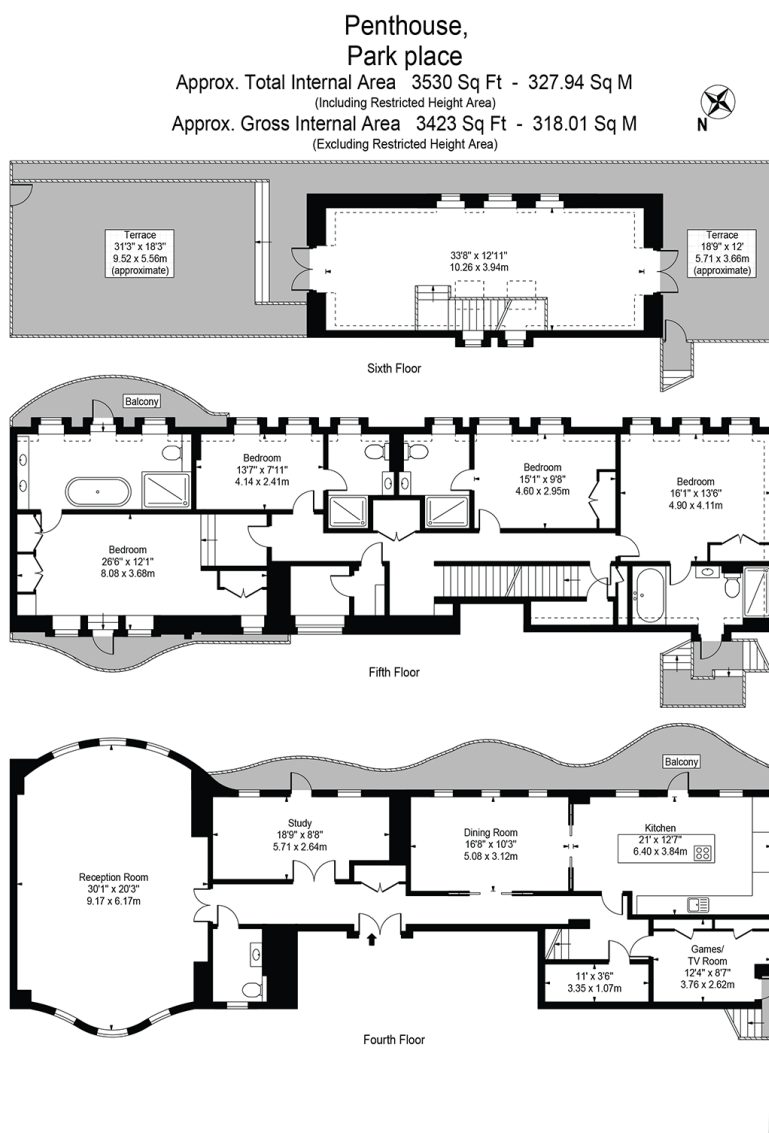 Penthouse,
Park place
Approx. Total Internal Area 3530 Sq Ft - 327.94 Sq M
(Including Restricted Height Area)
Approx. Gross Internal Area 3423 Sq Ft - 318.01 Sq M
(Excluding Restricted Height Area)
N
Terrace
31'3" x 18'3"
9.52 x 5.56m
(approximate)
33'8" x 12'11"
10.26 x 3.94m
Terrace
18'9" x 12'
5.71 x 3.66m
(approximate)
Sixth Floor
Balcony
Bedroom
13'7" x 7'11"
4.14 x 2.41m
Bedroom
15'1" x 9'8"
4.60 x 2.95m
Bedroom
16'1" x 13'6"
4.90 x 4.11m
Bedroom
26'6" x 12'1"
8.08 x 3.68m
Fifth Floor
Balcony
Study
18'9" x 8'8"
5.71 x 2.64m
Dining Room
16'8" x 10'3"
5.08 x 3.12m
Kitchen
21' x 12'7"
6.40 x 3.84m
Reception Room
30'1" x 20'3"
9.17 x 6.17m
Games/
TV Room
12'4" x 8'7"
3.76 x 2.62m
11' x 3'6"
3.35 x 1.07m
Fourth Floor